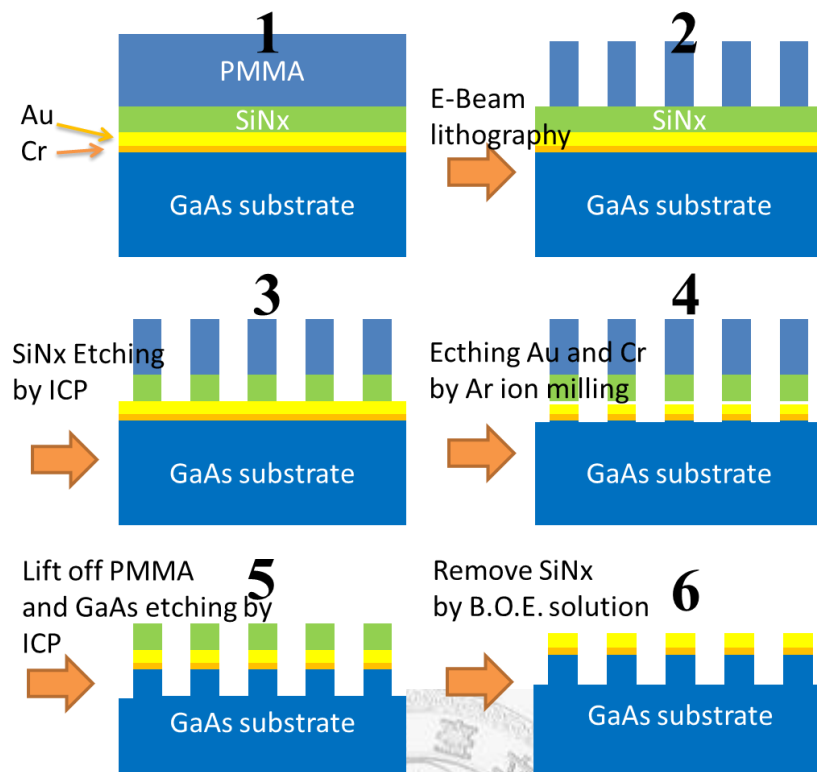 1
PMMA
SiNx
Au
Cr
GaAs substrate
E-Beam
lithography
2
SiNx
GaAs substrate
SiNx Etching
by ICP
3
GaAs substrate
Ecthing Au and Cr
by Ar ion milling
4
GaAs substrate
Lift off PMMA
and GaAs etching by
ICP
5
GaAs substrate
Remove SiNx
by B.O.E. solution
6
GaAs substrate